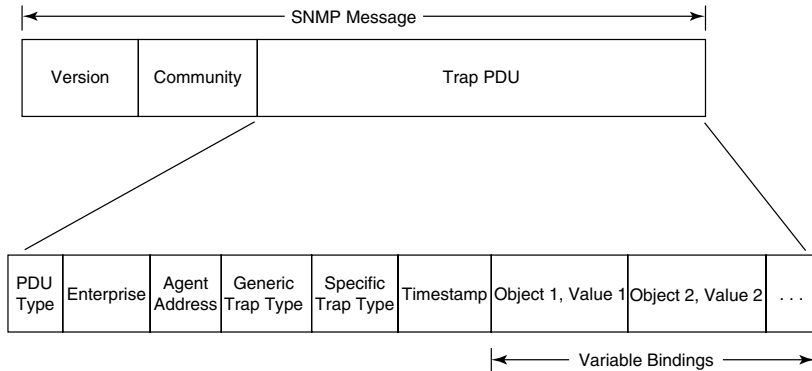 SNMP Message
Version
Community
Trap PDU
PDU
Type
Enterprise
Agent
Address
Generic
Trap Type
Specific
Trap Type
Timestamp
Object 1, Value 1
Object 2, Value 2
. . .
Variable Bindings